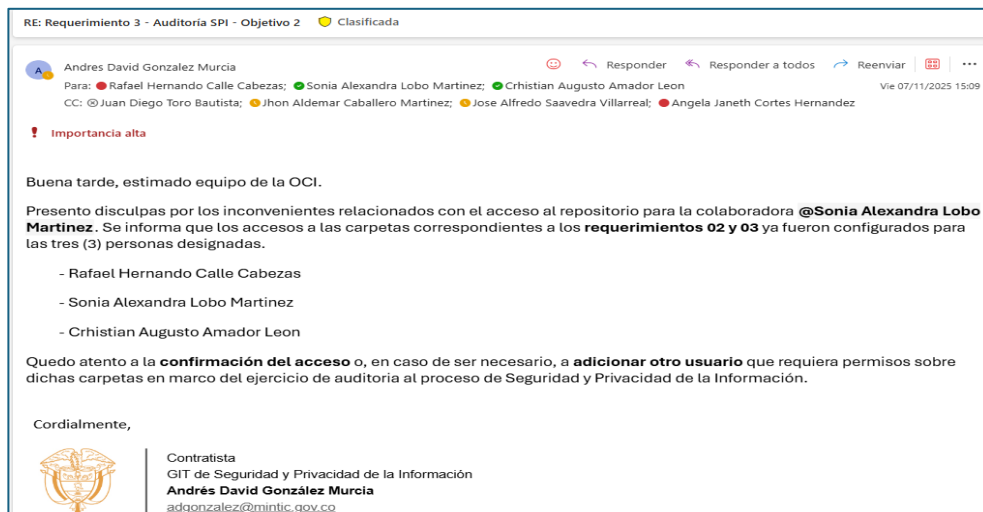 RE: Requerimiento 3 - Auditoría SPI - Objetivo 2 Clasificada
A Andres David Gonzalez Murcia Responder Responder a todos Reenviar
Para: Rafael Hernando Calle Cabezas; Sonia Alexandra Lobo Martinez; Crhistian Augusto Amador Leon Vie 07/11/2025 15:09
CC: Juan Diego Toro Bautista; Jhon Aldemar Caballero Martinez; Jose Alfredo Saavedra Villarreal; Angela Janeth Cortes Hernandez
Importancia alta
Buena tarde, estimado equipo de la OCI.
Presento disculpas por los inconvenientes relacionados con el acceso al repositorio para la colaboradora @Sonia Alexandra Lobo
Martinez. Se informa que los accesos a las carpetas correspondientes a los requerimientos 02 y 03 ya fueron configurados para
las tres (3) personas designadas.
- Rafael Hernando Calle Cabezas
- Sonia Alexandra Lobo Martinez
- Crhistian Augusto Amador Leon
Quedo atento a la confirmación del acceso o, en caso de ser necesario, a adicionar otro usuario que requiera permisos sobre
dichas carpetas en marco del ejercicio de auditoria al proceso de Seguridad y Privacidad de la Información.
Cordialmente,
Contratista
GIT de Seguridad y Privacidad de la Información
Andrés David González Murcia
adgonzalez@mintic.gov.co